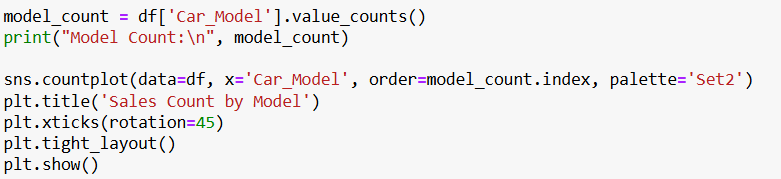 model_count = df['Car_Model'].value_counts()
print("Model Count:\n", model_count)
sns.countplot(data=df, x='Car_Model', order=model_count.index, palette='Set2')
plt.title('Sales Count by Model')
plt.xticks(rotation=45)
plt.tight_layout()
plt.show()